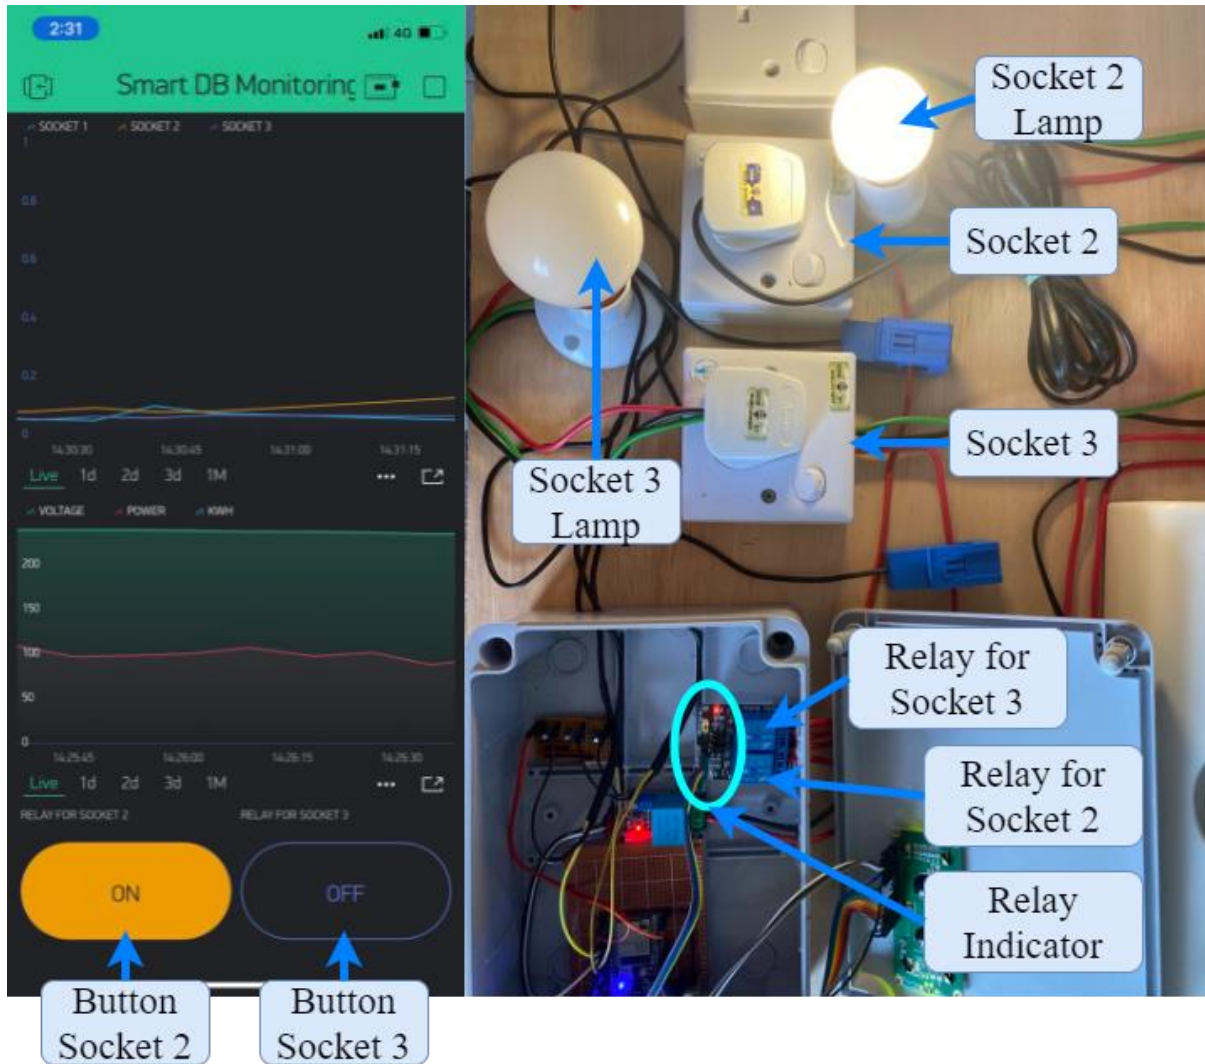 2:31
4G
Smart DB Monitoring
SOCKET 1 SOCKET 2 SOCKET 3
1
0.8
0.6
0.4
0.2
0
14:30:30 14:30:45 14:31:00 14:31:15
Live 1d 2d 3d 1M
VOLTAGE POWER KWH
200
150
100
50
0
14:25:45 14:26:00 14:26:15 14:26:30
Live 1d 2d 3d 1M
RELAY FOR SOCKET 2 RELAY FOR SOCKET 3
ON OFF
Button
Socket 2
Button
Socket 3
Socket 2
Lamp
Socket 2
Socket 3
Socket 3
Lamp
Relay for
Socket 3
Relay for
Socket 2
Relay
Indicator